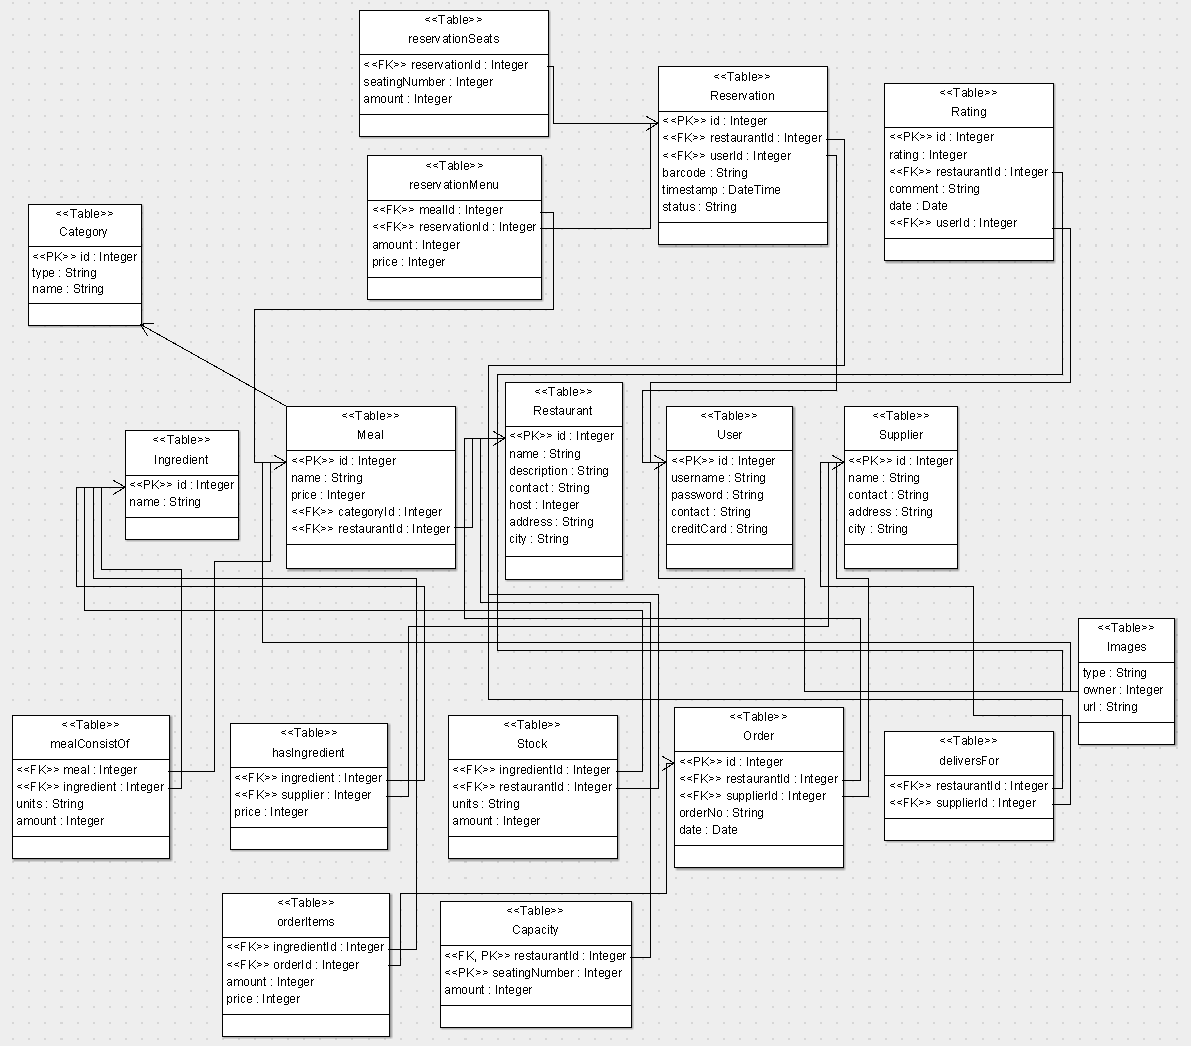 <<Table>>
reservationSeats
<<FK>> reservationId : Integer
seatingNumber : Integer
amount : Integer
<<Table>>
Reservation
<<PK>> id : Integer
<<FK>> restaurantId : Integer
<<FK>> userId : Integer
barcode : String
timestamp : DateTime
status : String
<<Table>>
Rating
<<PK>> id : Integer
rating : Integer
<<FK>> restaurantId : Integer
comment : String
date : Date
<<FK>> userId : Integer
<<Table>>
reservationMenu
<<FK>> mealId : Integer
<<FK>> reservationId : Integer
amount : Integer
price : Integer
<<Table>>
Category
<<PK>> id : Integer
type : String
name : String
<<Table>>
Ingredient
<<PK>> id : Integer
name : String
<<Table>>
Meal
<<PK>> id : Integer
name : String
price : Integer
<<FK>> categoryId : Integer
<<FK>> restaurantId : Integer
<<Table>>
Restaurant
<<PK>> id : Integer
name : String
description : String
contact : String
host : Integer
address : String
city : String
<<Table>>
User
<<PK>> id : Integer
username : String
password : String
contact : String
creditCard : String
<<Table>>
Supplier
<<PK>> id : Integer
name : String
contact : String
address : String
city : String
<<Table>>
Images
type : String
owner : Integer
url : String
<<Table>>
mealConsistOf
<<FK>> meal : Integer
<<FK>> ingredient : Integer
units : String
amount : Integer
<<Table>>
hasIngredient
<<FK>> ingredient : Integer
<<FK>> supplier : Integer
price : Integer
<<Table>>
Stock
<<FK>> ingredientId : Integer
<<FK>> restaurantId : Integer
units : String
amount : Integer
<<Table>>
Order
<<PK>> id : Integer
<<FK>> restaurantId : Integer
<<FK>> supplierId : Integer
orderNo : String
date : Date
<<Table>>
deliversFor
<<FK>> restaurantId : Integer
<<FK>> supplierId : Integer
<<Table>>
orderItems
<<FK>> ingredientId : Integer
<<FK>> orderId : Integer
amount : Integer
price : Integer
<<Table>>
Capacity
<<FK, PK>> restaurantId : Integer
<<PK>> seatingNumber : Integer
amount : Integer